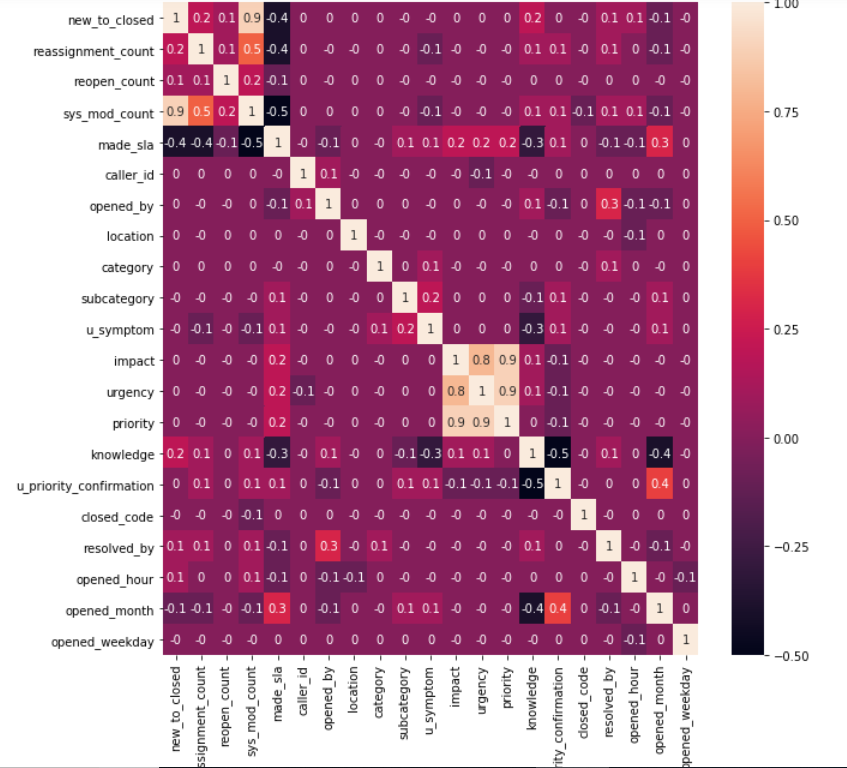 new_to_closed 1 0.2 0.1 0.9 -0.4 0 0 0 0 -0 -0 0 0 0 0.2 0 -0 0.1 0.1 -0.1 -0
reassignment_count 0.2 1 0.1 0.5 -0.4 0 -0 -0 0 -0 -0.1 -0 -0 -0 0.1 0.1 -0 0.1 0 -0.1 -0
reopen_count 0.1 0.1 1 0.2 -0.1 0 -0 0 0 -0 -0 -0 -0 -0 0 0 -0 0 0 -0 0
sys_mod_count 0.9 0.5 0.2 1 -0.5 0 0 0 0 -0 -0.1 0 0 0 0.1 0.1 -0.1 0.1 0.1 -0.1 -0
made_sla -0.4 -0.4 -0.1 -0.5 1 -0 -0.1 0 -0 0.1 0.1 0.2 0.2 0.2 -0.3 0.1 0 -0.1 -0.1 0.3 0
caller_id 0 0 0 0 -0 1 0.1 0 0 -0 -0 -0 -0.1 -0 -0 0 0 0 -0 0 0
opened_by 0 -0 -0 0 -0.1 0.1 1 0 -0 -0 -0 -0 -0 -0 0.1 -0.1 0 0.3 -0.1 -0.1 0
location 0 -0 0 0 0 0 0 1 -0 0 -0 0 0 0 0 -0 0 -0 -0.1 0 -0
category 0 0 0 0 -0 0 -0 -0 1 0 0.1 -0 -0 -0 0 0 -0 0.1 0 -0 0
subcategory -0 -0 -0 -0 0.1 -0 -0 0 0 1 0.2 -0 -0 -0 -0.1 0.1 -0 -0 0 0.1 0
u_symptom -0 -0.1 -0 -0.1 0.1 -0 -0 -0 0.1 0.2 1 0 0 0 -0.3 0.1 0 -0 -0 0.1 0
impact 0 -0 -0 0 0.2 -0 -0 0 -0 -0 0 1 0.8 0.9 0.1 -0.1 -0 -0 -0 0 -0
urgency 0 -0 -0 0 0.2 -0.1 -0 0 -0 -0 0 0.8 1 0.9 0.1 -0.1 -0 -0 -0 0 -0
priority 0 -0 -0 0 0.2 -0 -0 0 -0 -0 0 0.9 0.9 1 0 -0.1 -0 -0 -0 0 -0
knowledge 0.2 0.1 0 0.1 -0.3 -0 0.1 0 0 -0.1 -0.3 0.1 0.1 0 1 -0.5 -0 0.1 0 -0.4 -0
u_priority_confirmation 0 0.1 0 0.1 0.1 0 -0.1 -0 0 0.1 0.1 -0.1 -0.1 -0.1 -0.5 1 -0 0 0 0.4 0
closed_code -0 -0 -0 -0.1 0 0 0 0 -0 -0 0 -0 -0 -0 -0 -0 1 -0 0 0 0
resolved_by 0.1 0.1 0 0.1 -0.1 0 0.3 -0 0.1 -0 -0 -0 -0 -0 0.1 0 -0 1 -0 -0.1 -0
opened_hour 0.1 0 0 0.1 -0.1 -0 -0.1 -0.1 0 0 -0 -0 -0 -0 0 0 0 -0 1 -0 -0.1
opened_month -0.1 -0.1 -0 -0.1 0.3 0 -0.1 0 -0 0.1 0.1 0 0 0 -0.4 0.4 0 -0.1 -0 1 0
opened_weekday -0 -0 0 -0 0 0 0 -0 0 0 0 -0 -0 -0 -0 0 0 -0 -0.1 0 1
new_to_closed
ssignment_count
reopen_count
sys_mod_count
made_sla
caller_id
opened_by
location
category
subcategory
u_symptom
impact
urgency
priority
knowledge
rity_confirmation
closed_code
resolved_by
opened_hour
opened_month
pened_weekday
1.00
0.75
0.50
0.25
0.00
−0.25
−0.50